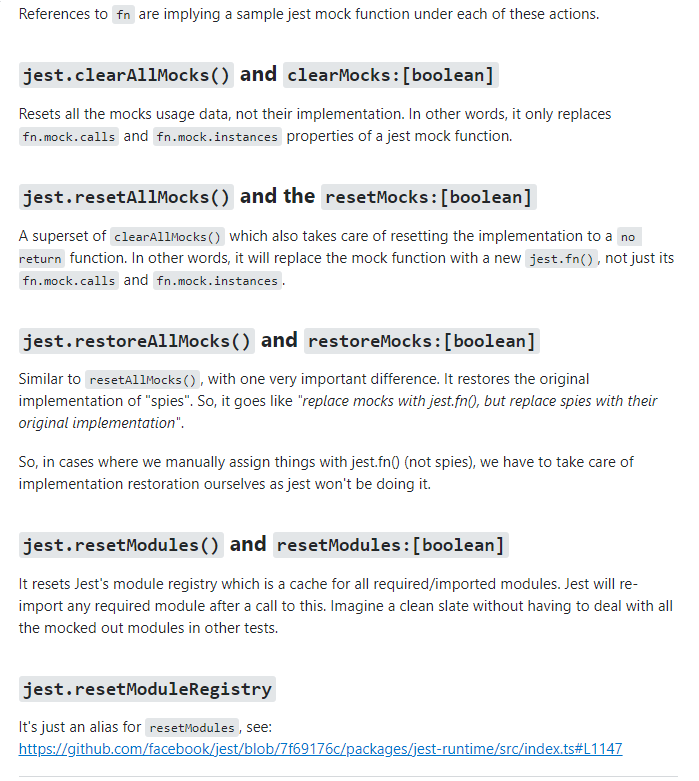 References to fn are implying a sample jest mock function under each of these actions.
jest.clearAllMocks() and clearMocks:[boolean]
Resets all the mocks usage data, not their implementation. In other words, it only replaces
fn.mock.calls and fn.mock.instances properties of a jest mock function.
jest.resetAllMocks() and the resetMocks:[boolean]
A superset of clearAllMocks() which also takes care of resetting the implementation to a no
return function. In other words, it will replace the mock function with a new jest.fn(), not just its
fn.mock.calls and fn.mock.instances.
jest.restoreAllMocks() and restoreMocks:[boolean]
Similar to resetAllMocks(), with one very important difference. It restores the original
implementation of "spies". So, it goes like "replace mocks with jest.fn(), but replace spies with their
original implementation".
So, in cases where we manually assign things with jest.fn() (not spies), we have to take care of
implementation restoration ourselves as jest won't be doing it.
jest.resetModules() and resetModules:[boolean]
It resets Jest's module registry which is a cache for all required/imported modules. Jest will re-
import any required module after a call to this. Imagine a clean slate without having to deal with all
the mocked out modules in other tests.
jest.resetModuleRegistry
It's just an alias for resetModules, see:
https://github.com/facebook/jest/blob/7f69176c/packages/jest-runtime/src/index.ts#L1147